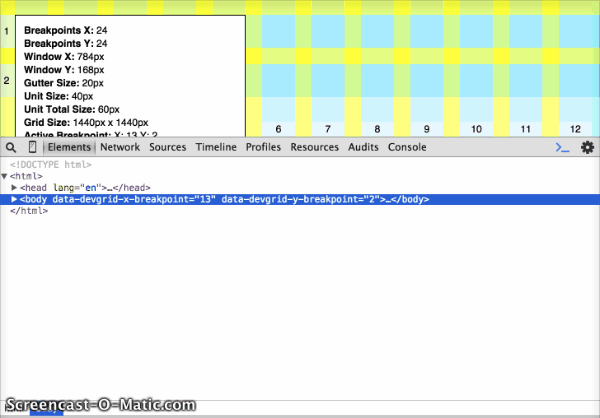 1
Breakpoints X: 24
Breakpoints Y: 24
Window X: 784px
Window Y: 168px
2
Gutter Size: 20px
Unit Size: 40px
Unit Total Size: 60px
Grid Size: 1440px x 1440px
Active Breakpoint: X: 13 Y: 2
6 7 8 9 10 11 12
Elements Network Sources Timeline Profiles Resources Audits Console
<!DOCTYPE html>
▼<html>
▶<head lang="en">…</head>
▶<body data-devgrid-x-breakpoint="13" data-devgrid-y-breakpoint="2">…</body>
</html>
Screencast-O-Matic.com